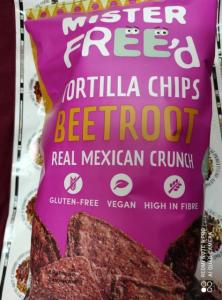 MISTER
FREE'd
TORTILLA CHIPS
BEETROOT
REAL MEXICAN CRUNCH
GLUTEN-FREE VEGAN HIGH IN FIBRE